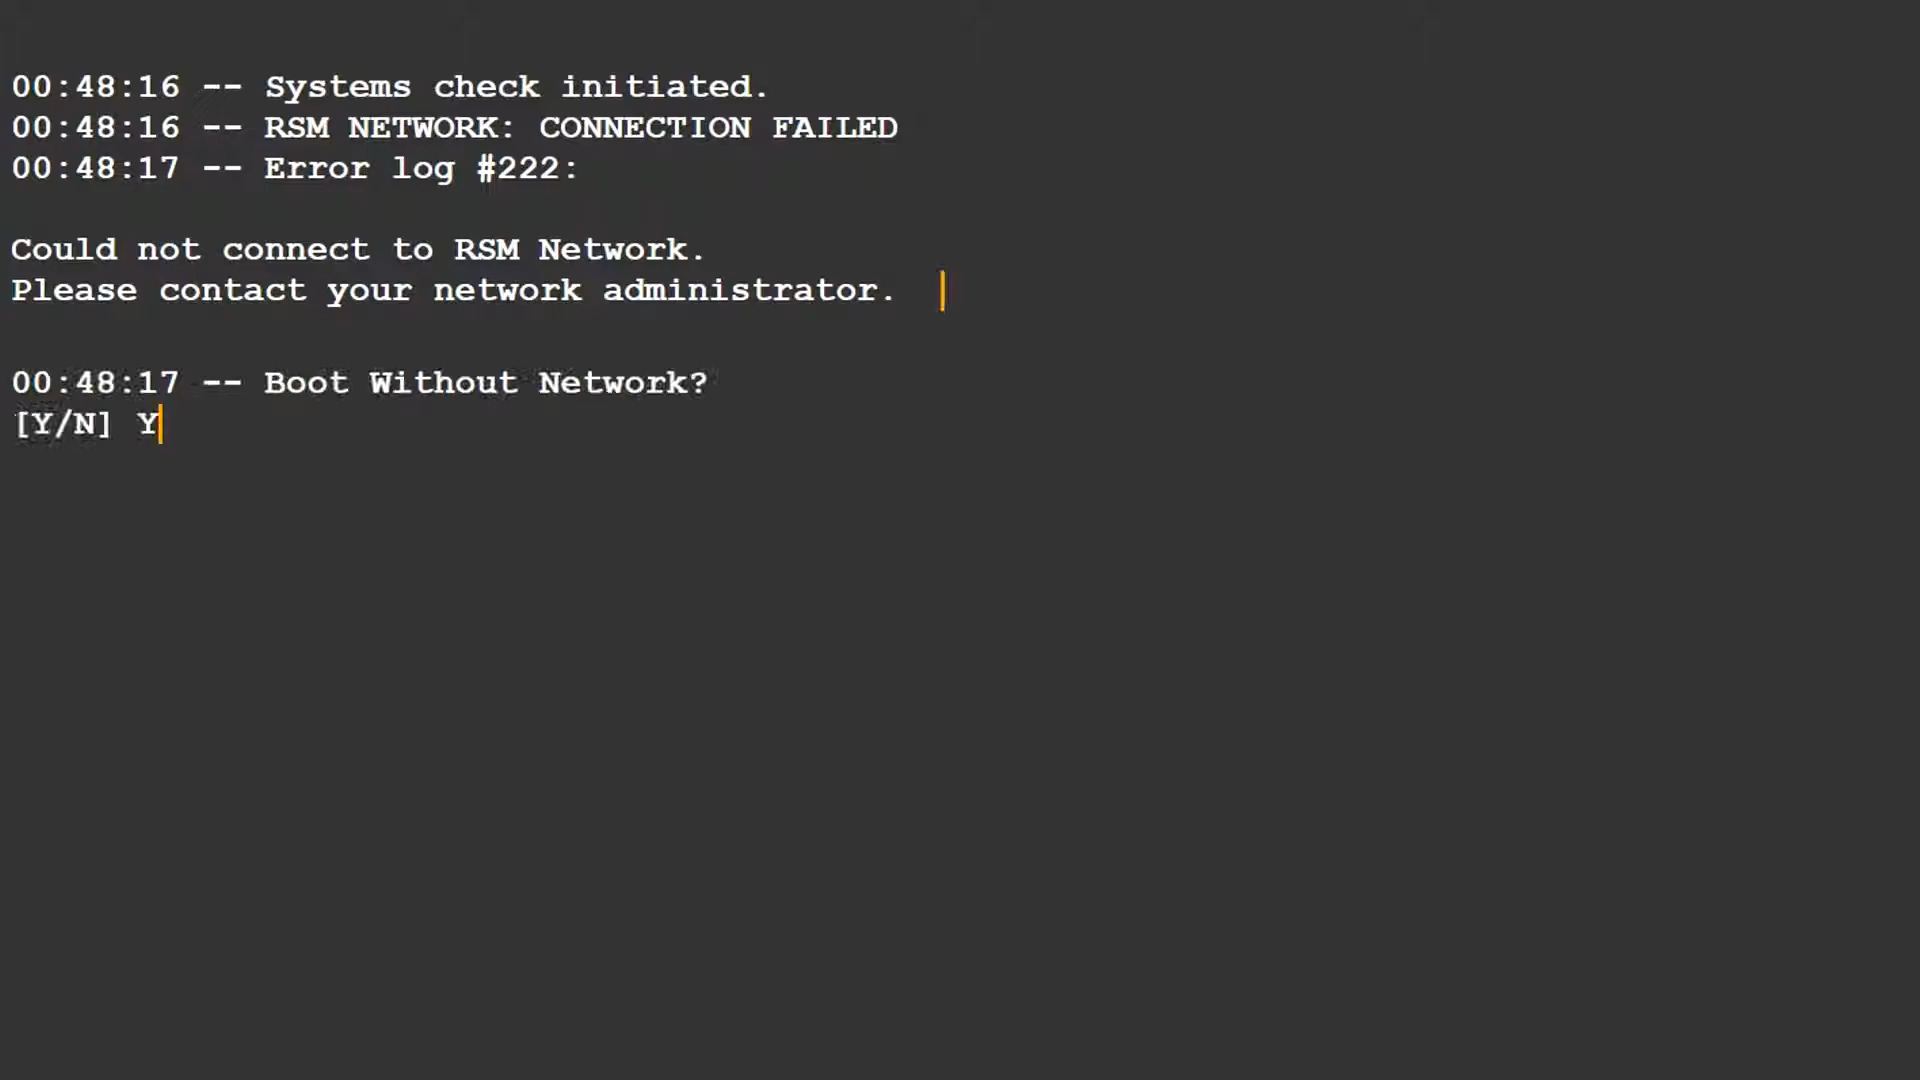 00:48:16 -- Systems check initiated.
00:48:16 -- RSM NETWORK: CONNECTION FAILED
00:48:17 -- Error log #222:
Could not connect to RSM Network.
Please contact your network administrator.
00:48:17 -- Boot Without Network?
[Y/N] Y